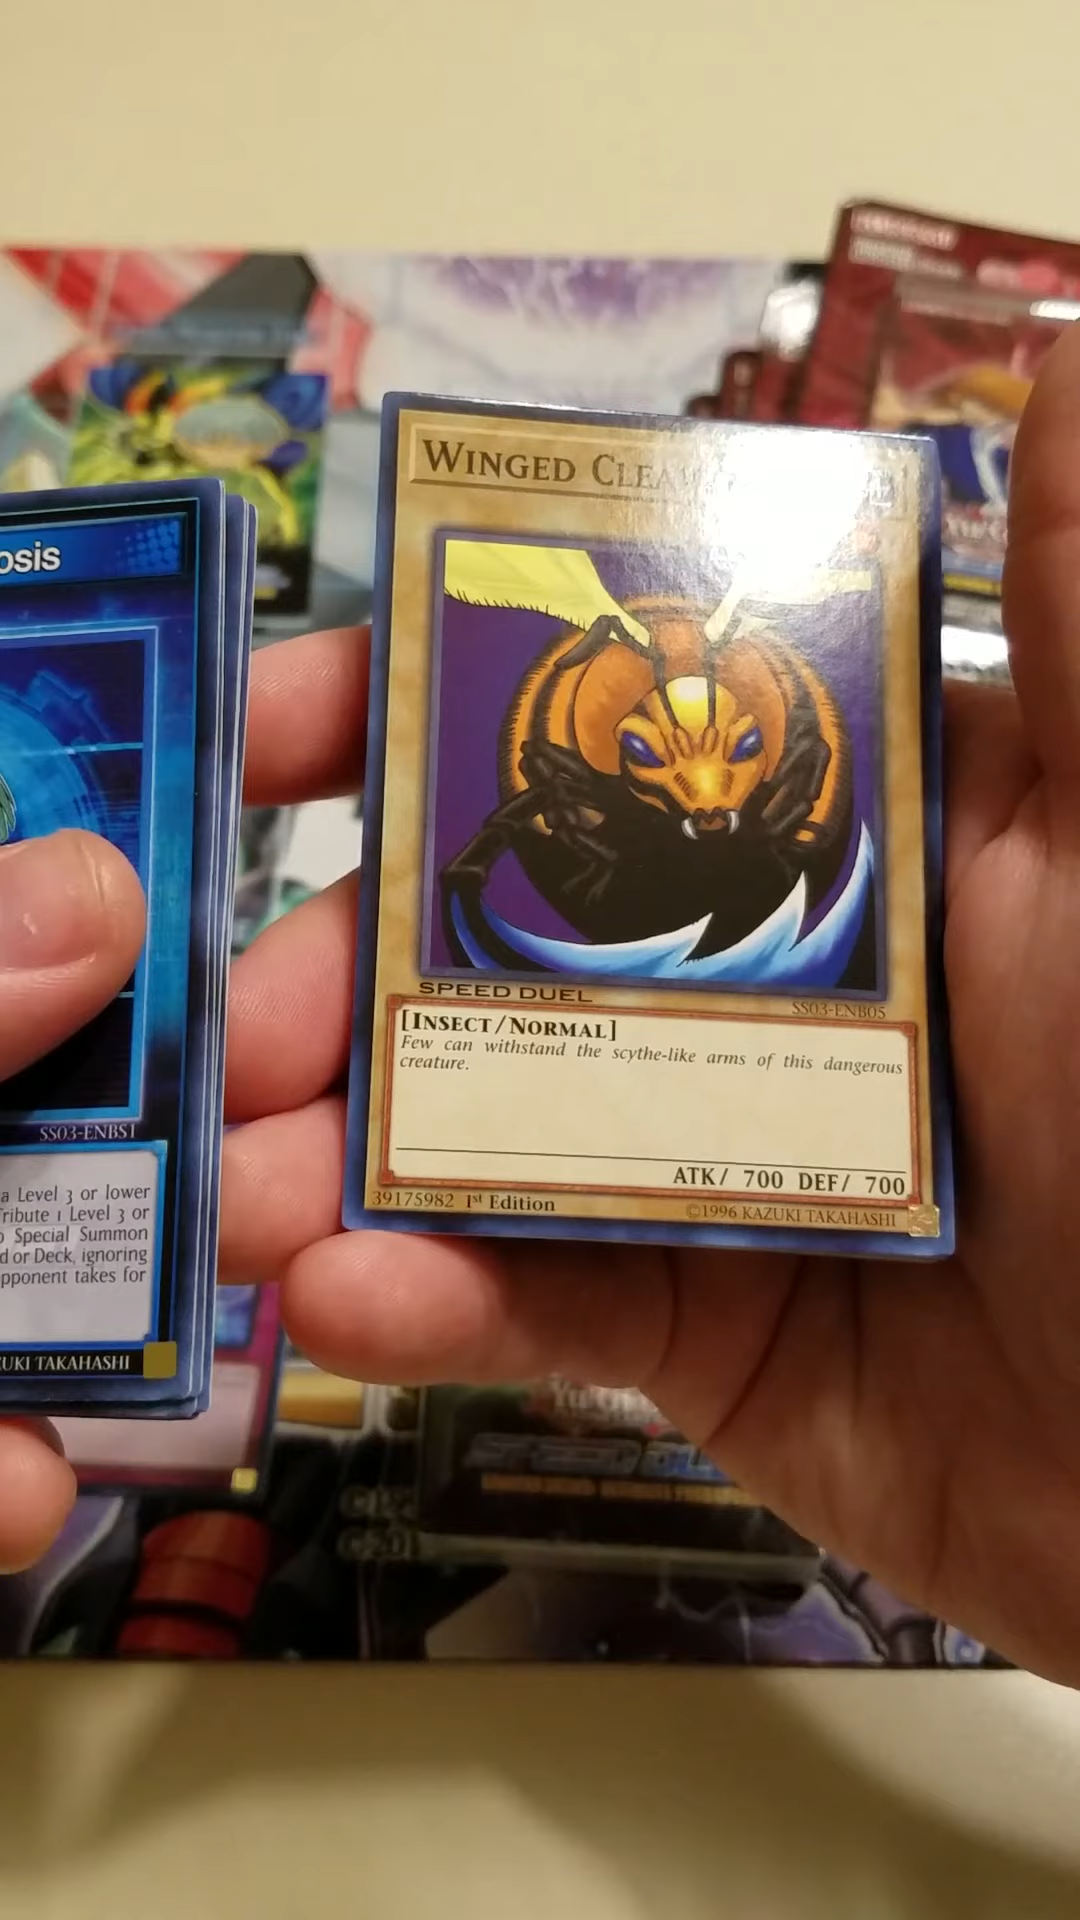 WINGED CLEA
SPEED DUEL
SS03-ENB05
[INSECT/NORMAL]
Few can withstand the scythe-like arms of this dangerous
creature.
ATK/ 700 DEF/ 700
39175982 1st Edition
©1996 KAZUKI TAKAHASHI
osis
SS03-ENBS1
a Level 3 or lower
ribute 1 Level 3 or
Special Summon
d or Deck, ignoring
pponent takes for
ZUKI TAKAHASHI